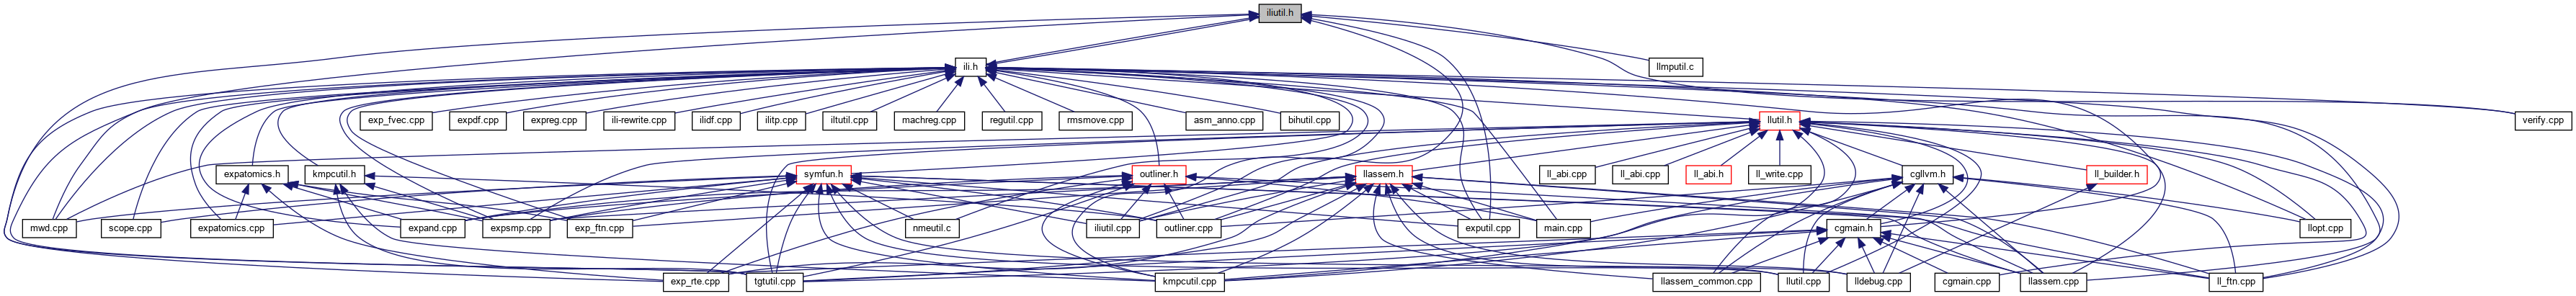 iliutil.h
ili.h
llmputil.c
exp_fvec.cpp
expdf.cpp
expreg.cpp
ili-rewrite.cpp
ilidf.cpp
ilitp.cpp
iltutil.cpp
machreg.cpp
regutil.cpp
rmsmove.cpp
asm_anno.cpp
bihutil.cpp
llutil.h
verify.cpp
expatomics.h
kmpcutil.h
symfun.h
outliner.h
llassem.h
ll_abi.cpp
ll_abi.cpp
ll_abi.h
ll_write.cpp
cgllvm.h
ll_builder.h
mwd.cpp
scope.cpp
expatomics.cpp
expand.cpp
expsmp.cpp
exp_ftn.cpp
nmeutil.c
iliutil.cpp
outliner.cpp
exputil.cpp
main.cpp
cgmain.h
llopt.cpp
exp_rte.cpp
tgtutil.cpp
kmpcutil.cpp
llassem_common.cpp
llutil.cpp
lldebug.cpp
cgmain.cpp
llassem.cpp
ll_ftn.cpp